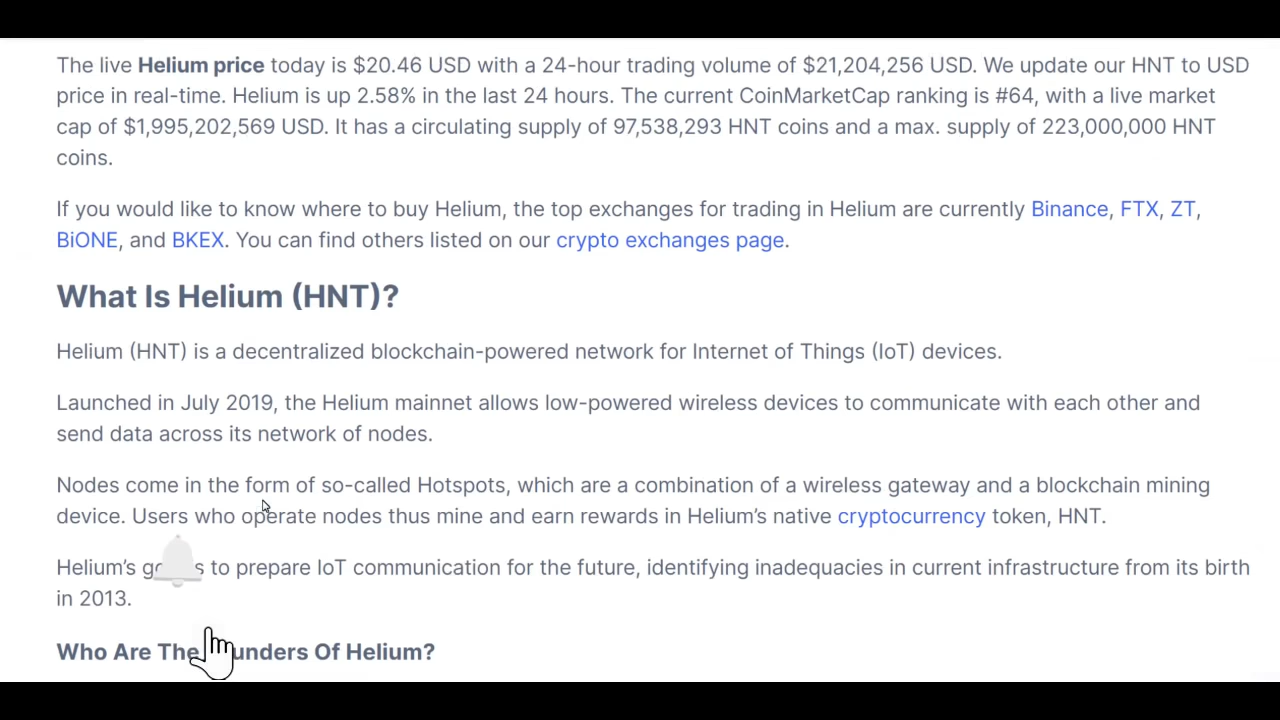 The live Helium price today is $20.46 USD with a 24-hour trading volume of $21,204,256 USD. We update our HNT to USD
price in real-time. Helium is up 2.58% in the last 24 hours. The current CoinMarketCap ranking is #64, with a live market
cap of $1,995,202,569 USD. It has a circulating supply of 97,538,293 HNT coins and a max. supply of 223,000,000 HNT
coins.
If you would like to know where to buy Helium, the top exchanges for trading in Helium are currently Binance, FTX, ZT,
BiONE, and BKEX. You can find others listed on our crypto exchanges page.
What Is Helium (HNT)?
Helium (HNT) is a decentralized blockchain-powered network for Internet of Things (IoT) devices.
Launched in July 2019, the Helium mainnet allows low-powered wireless devices to communicate with each other and
send data across its network of nodes.
Nodes come in the form of so-called Hotspots, which are a combination of a wireless gateway and a blockchain mining
device. Users who operate nodes thus mine and earn rewards in Helium's native cryptocurrency token, HNT.
Helium's to prepare IoT communication for the future, identifying inadequacies in current infrastructure from its birth
in 2013.
Who Are The Of Helium?